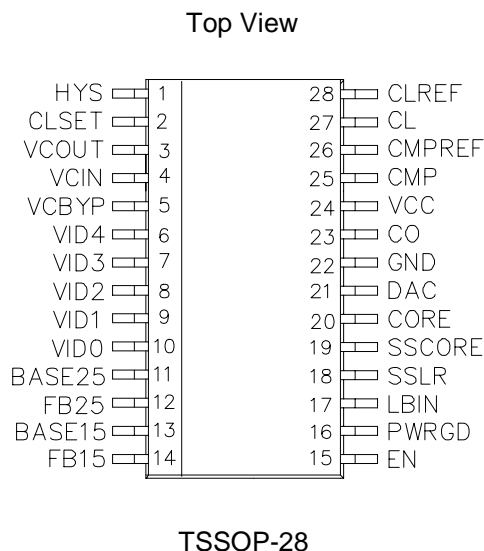 Top View
HYS 1 28 CLREF
CLSET 2 27 CL
VCOUT 3 26 CMPREF
VCIN 4 25 CMP
VCBYP 5 24 VCC
VID4 6 23 CO
VID3 7 22 GND
VID2 8 21 DAC
VID1 9 20 CORE
VID0 10 19 SSCORE
BASE25 11 18 SSLR
FB25 12 17 LBIN
BASE15 13 16 PWRGD
FB15 14 15 EN
TSSOP-28